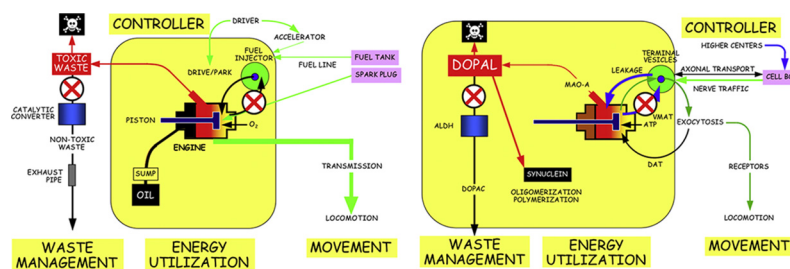 CONTROLLER
DRIVER
ACCELERATOR
TOXIC
WASTE
FUEL
INJECTOR
FUEL LINE
FUEL TANK
SPARK PLUG
DRIVE/PARK
CATALYTIC
CONVERTER
PISTON
O₂
ENGINE
NON-TOXIC
WASTE
EXHAUST
PIPE
SUMP
OIL
TRANSMISSION
LOCOMOTION
WASTE
MANAGEMENT
ENERGY
UTILIZATION
MOVEMENT
CONTROLLER
HIGHER CENTERS
DOPAL
TERMINAL
VESICLES
LEAKAGE
AXONAL TRANSPORT
CELL BO
NERVE TRAFFIC
MAO-A
ALDH
VMAT
ATP
EXOCYTOSIS
DAT
SYNUCLEIN
OLIGOMERIZATION
POLYMERIZATION
DOPAC
RECEPTORS
LOCOMOTION
WASTE
MANAGEMENT
ENERGY
UTILIZATION
MOVEMENT